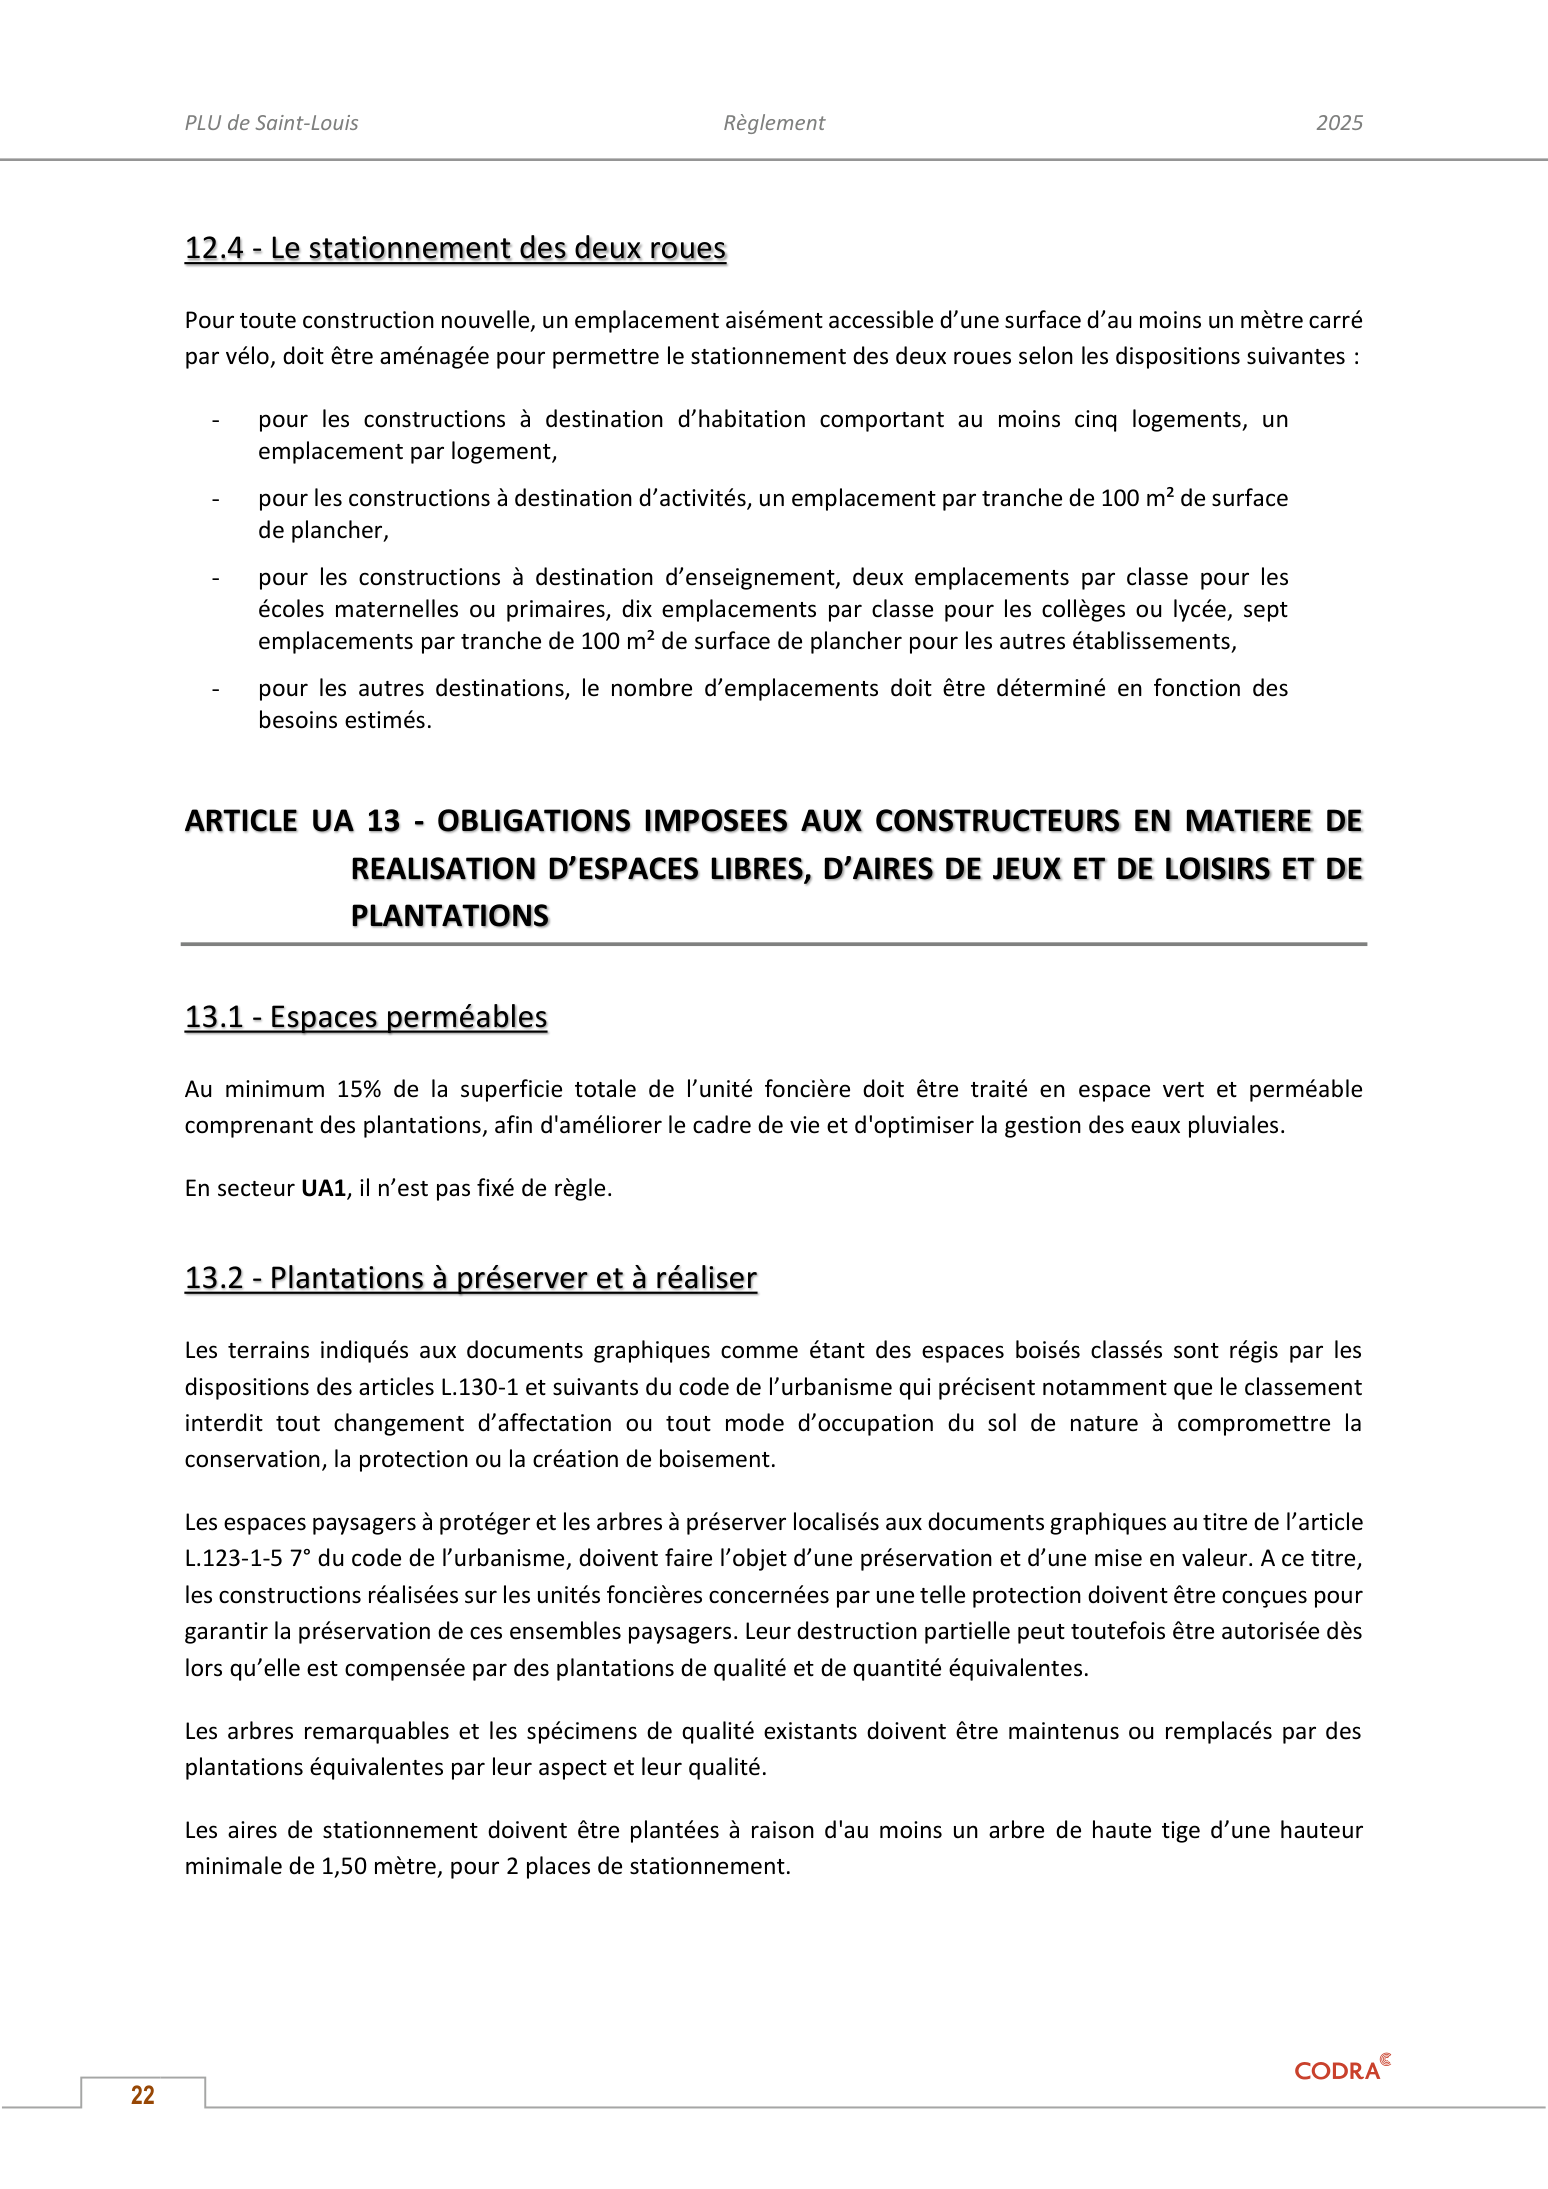 PLU de Saint-Louis Règlement 2025
12.4 - Le stationnement des deux roues
Pour toute construction nouvelle, un emplacement aisément accessible d’une surface d’au moins un mètre carré
par vélo, doit être aménagée pour permettre le stationnement des deux roues selon les dispositions suivantes :
- pour les constructions à destination d’habitation comportant au moins cinq logements, un
emplacement par logement,
- pour les constructions à destination d’activités, un emplacement par tranche de 100 m² de surface
de plancher,
- pour les constructions à destination d’enseignement, deux emplacements par classe pour les
écoles maternelles ou primaires, dix emplacements par classe pour les collèges ou lycée, sept
emplacements par tranche de 100 m² de surface de plancher pour les autres établissements,
- pour les autres destinations, le nombre d’emplacements doit être déterminé en fonction des
besoins estimés.
ARTICLE UA 13 - OBLIGATIONS IMPOSEES AUX CONSTRUCTEURS EN MATIERE DE
REALISATION D’ESPACES LIBRES, D’AIRES DE JEUX ET DE LOISIRS ET DE
PLANTATIONS
13.1 - Espaces perméables
Au minimum 15% de la superficie totale de l’unité foncière doit être traité en espace vert et perméable
comprenant des plantations, afin d'améliorer le cadre de vie et d'optimiser la gestion des eaux pluviales.
En secteur UA1, il n’est pas fixé de règle.
13.2 - Plantations à préserver et à réaliser
Les terrains indiqués aux documents graphiques comme étant des espaces boisés classés sont régis par les
dispositions des articles L.130-1 et suivants du code de l’urbanisme qui précisent notamment que le classement
interdit tout changement d’affectation ou tout mode d’occupation du sol de nature à compromettre la
conservation, la protection ou la création de boisement.
Les espaces paysagers à protéger et les arbres à préserver localisés aux documents graphiques au titre de l’article
L.123-1-5 7° du code de l’urbanisme, doivent faire l’objet d’une préservation et d’une mise en valeur. A ce titre,
les constructions réalisées sur les unités foncières concernées par une telle protection doivent être conçues pour
garantir la préservation de ces ensembles paysagers. Leur destruction partielle peut toutefois être autorisée dès
lors qu’elle est compensée par des plantations de qualité et de quantité équivalentes.
Les arbres remarquables et les spécimens de qualité existants doivent être maintenus ou remplacés par des
plantations équivalentes par leur aspect et leur qualité.
Les aires de stationnement doivent être plantées à raison d'au moins un arbre de haute tige d’une hauteur
minimale de 1,50 mètre, pour 2 places de stationnement.
CODRA
22